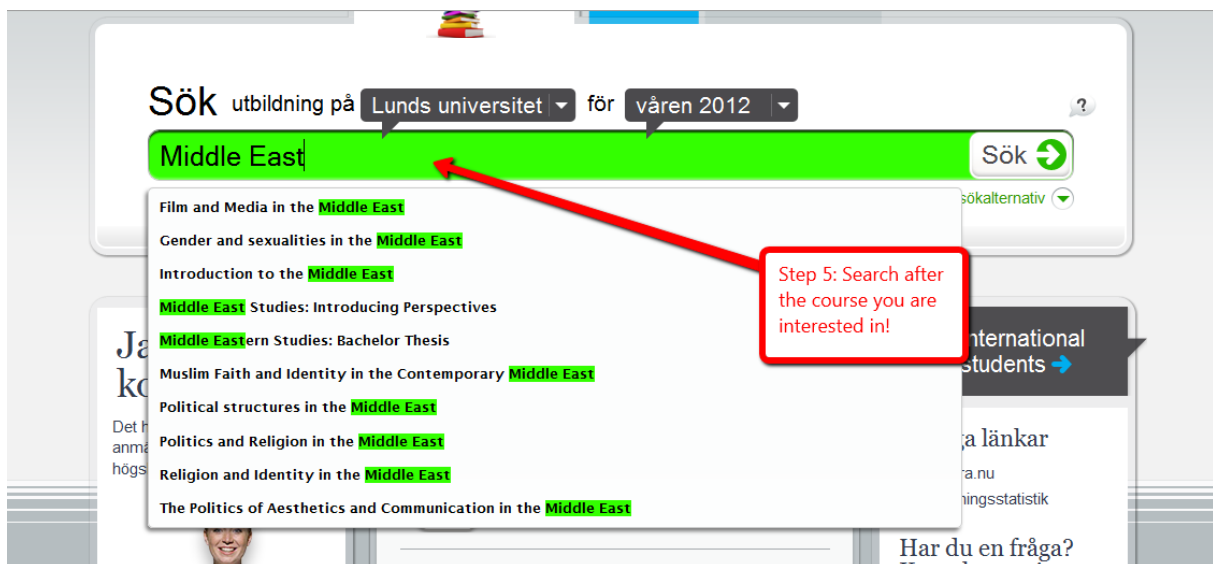 Sök utbildning på Lunds universitet för våren 2012 ?
Middle East Sök
sökalternativ
Film and Media in the Middle East
Gender and sexualities in the Middle East
Introduction to the Middle East
Middle East Studies: Introducing Perspectives
Middle Eastern Studies: Bachelor Thesis
Muslim Faith and Identity in the Contemporary Middle East
Political structures in the Middle East
Politics and Religion in the Middle East
Religion and Identity in the Middle East
The Politics of Aesthetics and Communication in the Middle East
Step 5: Search after
the course you are
interested in!
International
students
Det
länkar
Har du en fråga?